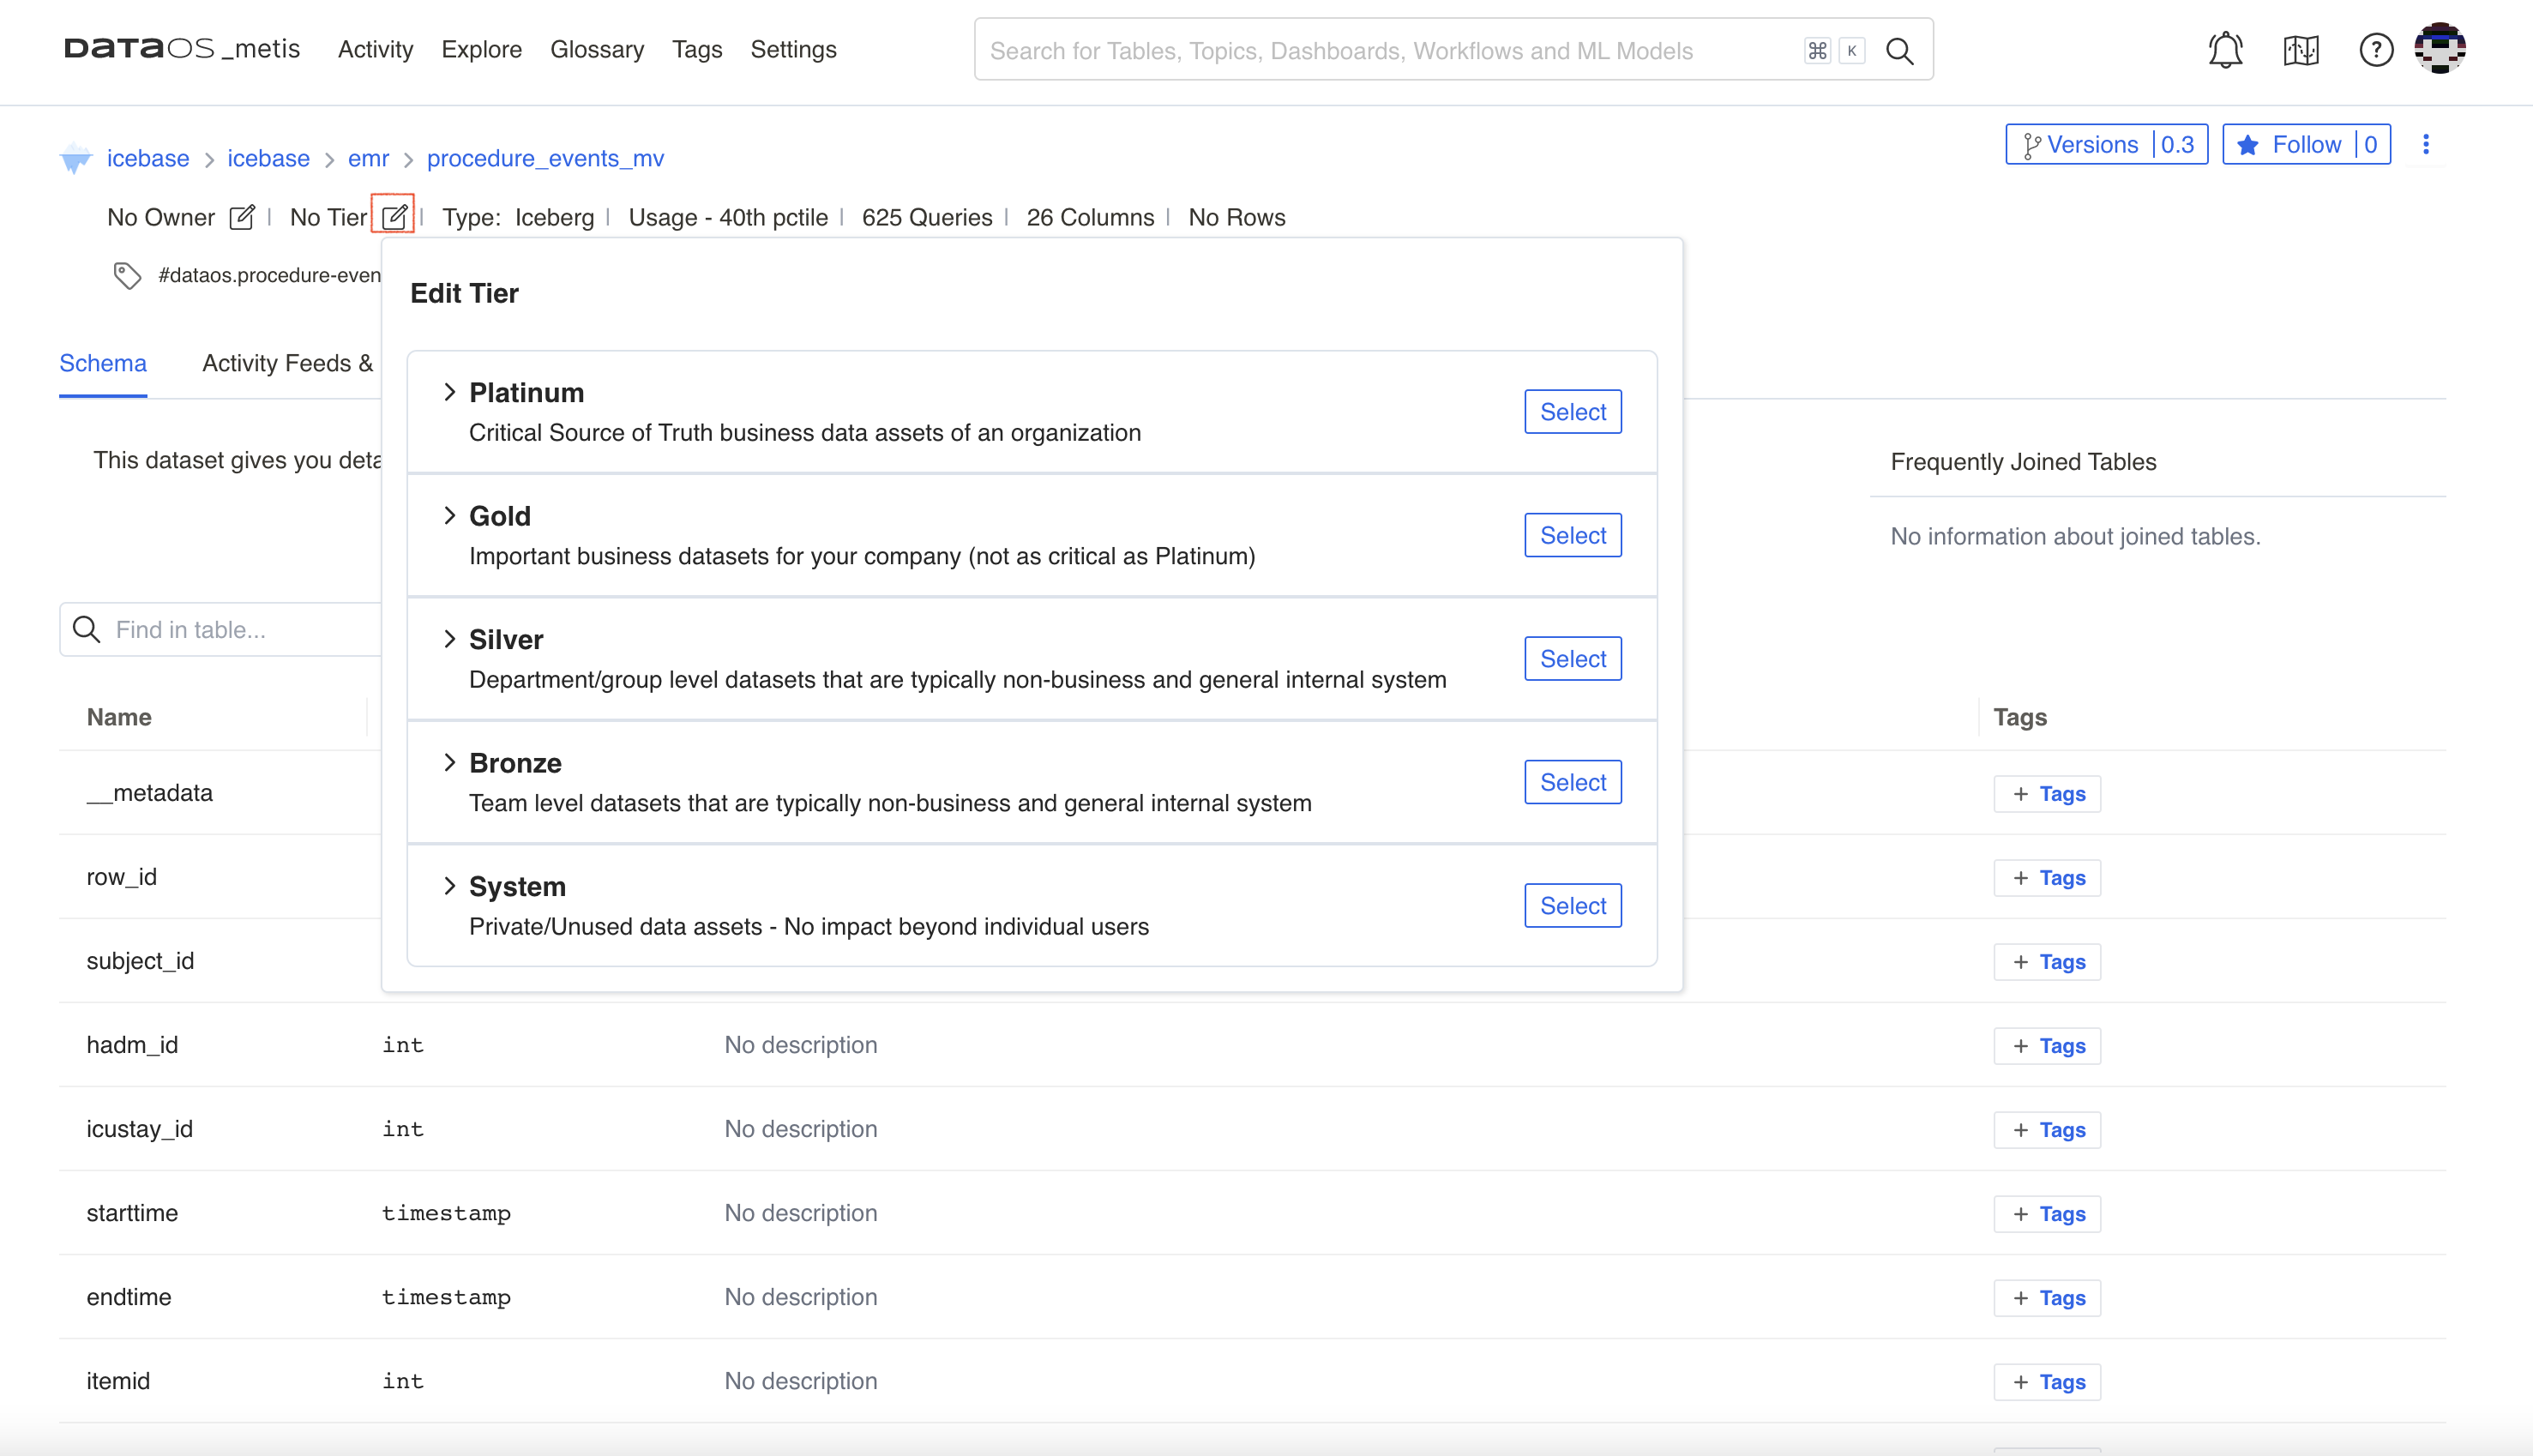 DATAOS _metis Activity Explore Glossary Tags Settings Search for Tables, Topics, Dashboards, Workflows and ML Models ⌘ K
icebase > icebase > emr > procedure_events_mv Versions | 0.3 Follow | 0
No Owner | No Tier | Type: Iceberg | Usage - 40th pctile | 625 Queries | 26 Columns | No Rows
#dataos.procedure-even
Edit Tier
Schema Activity Feeds &
Platinum
Critical Source of Truth business data assets of an organization
Select
This dataset gives you deta
Frequently Joined Tables
No information about joined tables.
Gold
Important business datasets for your company (not as critical as Platinum)
Select
Silver
Department/group level datasets that are typically non-business and general internal system
Select
Find in table...
Bronze
Team level datasets that are typically non-business and general internal system
Select
System
Private/Unused data assets - No impact beyond individual users
Select
Name Tags
__metadata + Tags
row_id + Tags
subject_id + Tags
hadm_id int No description + Tags
icustay_id int No description + Tags
starttime timestamp No description + Tags
endtime timestamp No description + Tags
itemid int No description + Tags